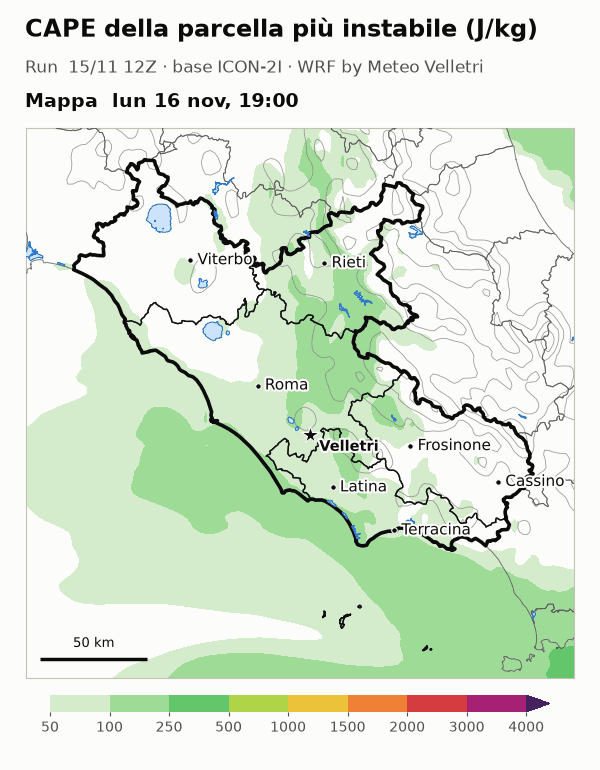 CAPE della parcella più instabile (J/kg)
Run  15/11 12Z · base ICON-2I · WRF by Meteo Velletri
Mappa  lun 16 nov, 19:00
Viterbo
Rieti
Roma
Velletri
Frosinone
Latina
Cassino
Terracina
50 km
50 100 250 500 1000 1500 2000 3000 4000